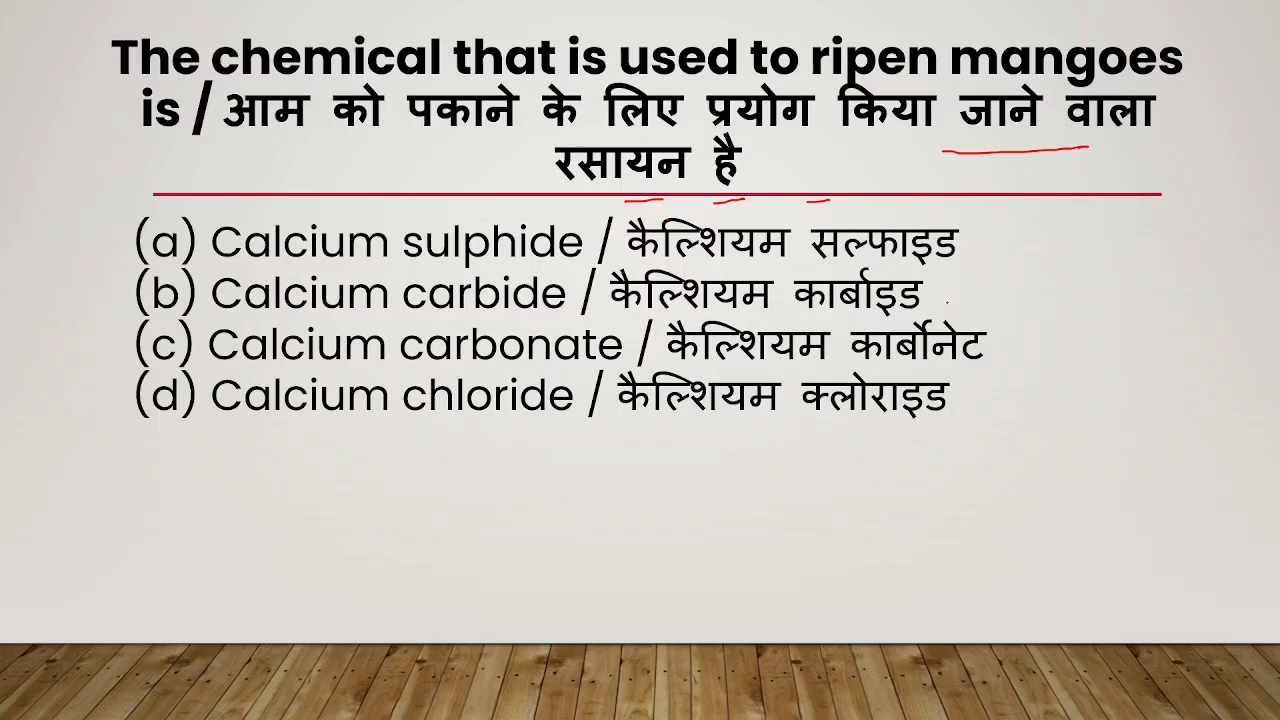 The chemical that is used to ripen mangoes
is / आम को पकाने के लिए प्रयोग किया जाने वाला
रसायन है
(a) Calcium sulphide / कैल्शियम सल्फाइड
(b) Calcium carbide / कैल्शियम कार्बाइड
(c) Calcium carbonate / कैल्शियम कार्बोनेट
(d) Calcium chloride / कैल्शियम क्लोराइड